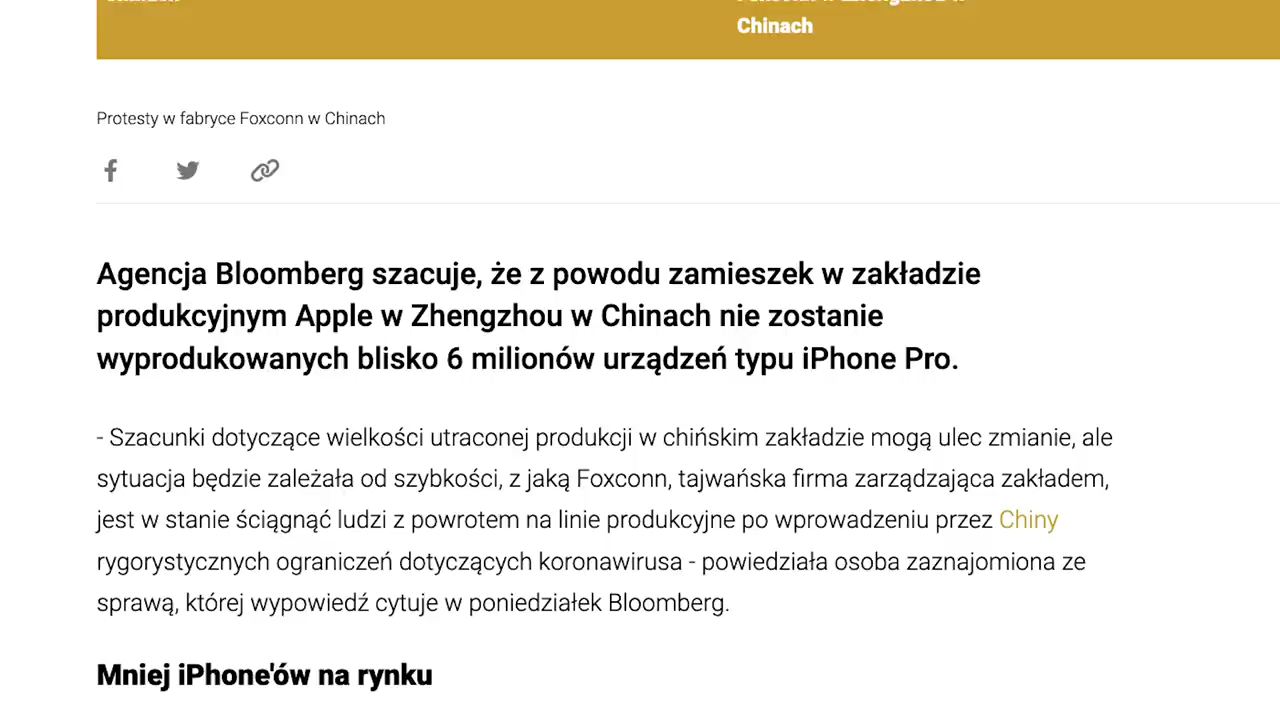 Chinach
Protesty w fabryce Foxconn w Chinach
Agencja Bloomberg szacuje, że z powodu zamieszek w zakładzie
produkcyjnym Apple w Zhengzhou w Chinach nie zostanie
wyprodukowanych blisko 6 milionów urządzeń typu iPhone Pro.
- Szacunki dotyczące wielkości utraconej produkcji w chińskim zakładzie mogą ulec zmianie, ale
sytuacja będzie zależała od szybkości, z jaką Foxconn, tajwańska firma zarządzająca zakładem,
jest w stanie ściągnąć ludzi z powrotem na linie produkcyjne po wprowadzeniu przez Chiny
rygorystycznych ograniczeń dotyczących koronawirusa - powiedziała osoba zaznajomiona ze
sprawą, której wypowiedź cytuje w poniedziałek Bloomberg.
Mniej iPhone'ów na rynku